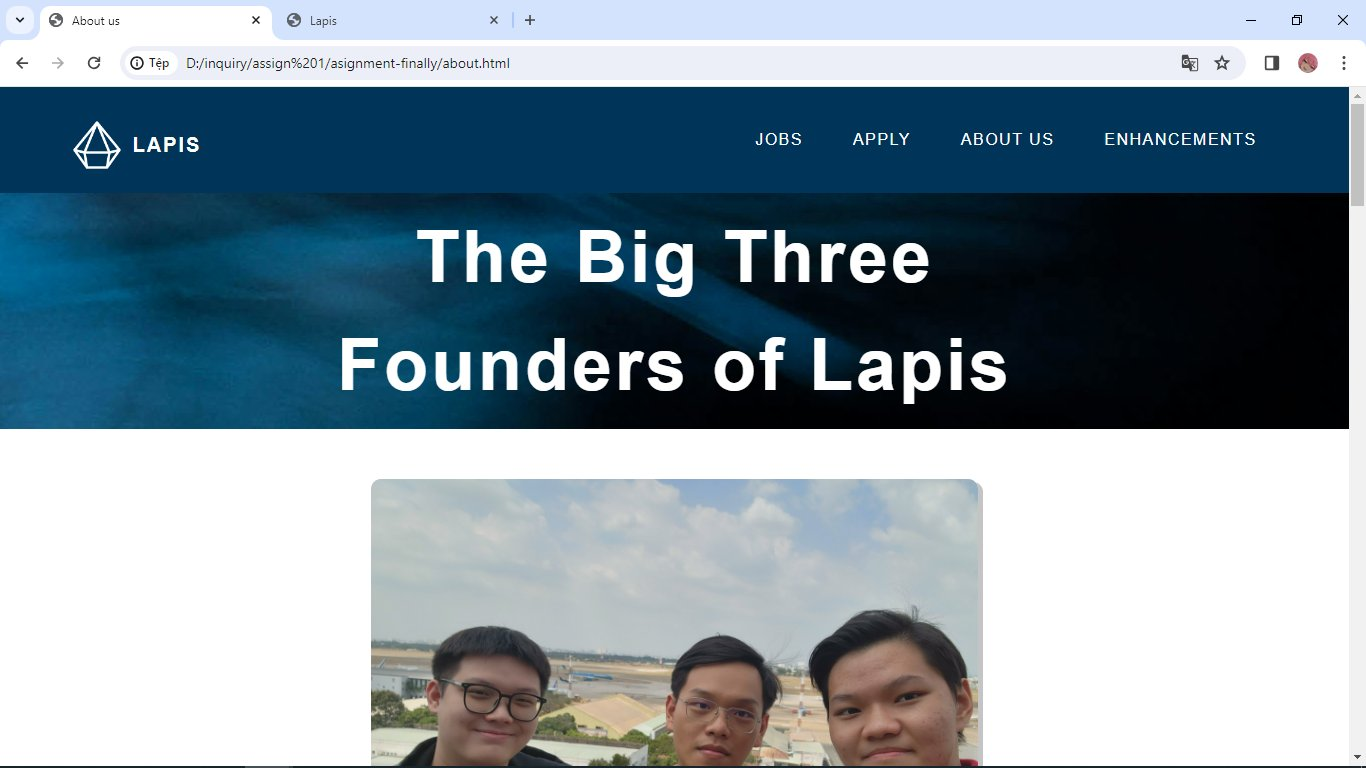 About us
Lapis
Tệp
D:/inquiry/assign%201/asignment-finally/about.html
LAPIS
JOBS
APPLY
ABOUT US
ENHANCEMENTS
The Big Three
Founders of Lapis